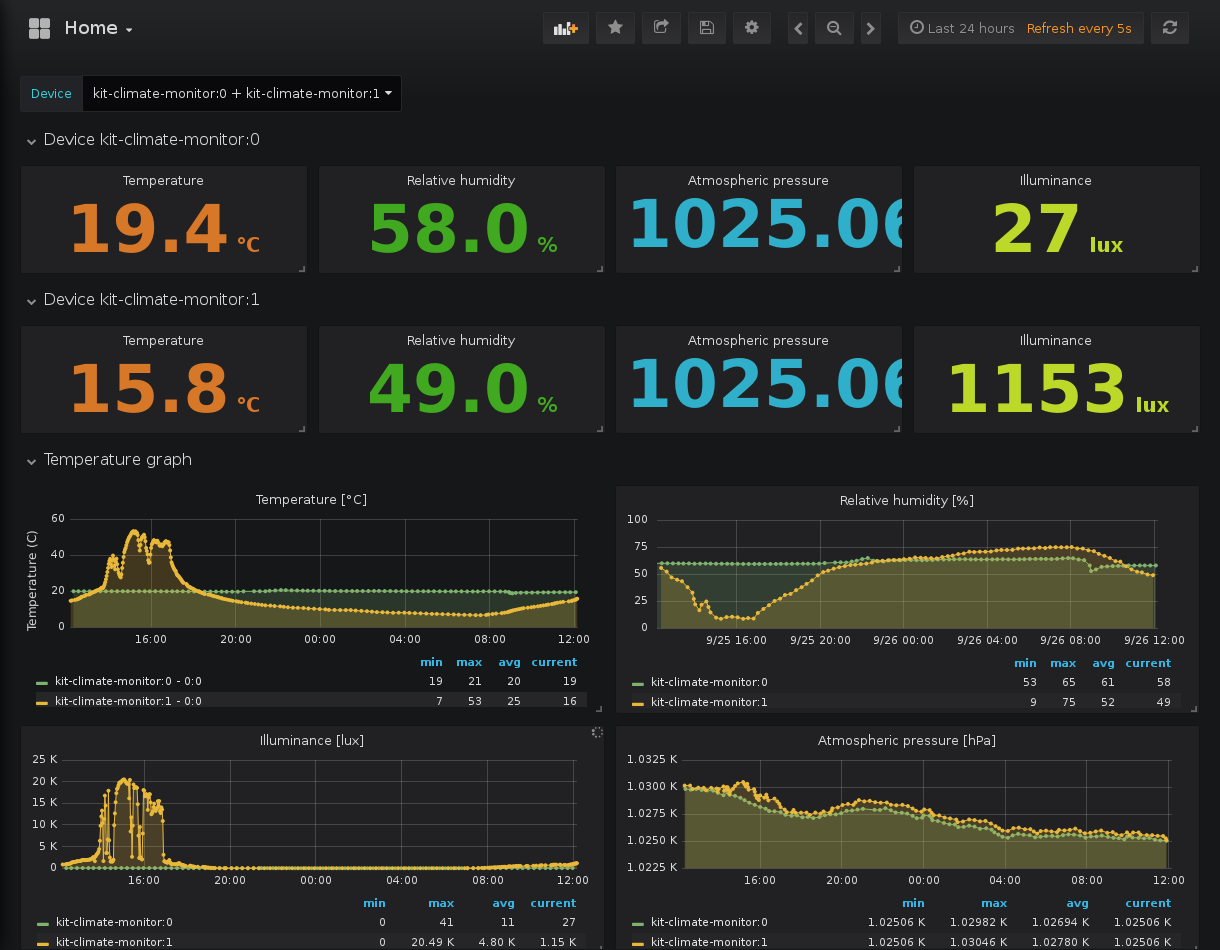 Home
Last 24 hours Refresh every 5s
Device kit-climate-monitor:0 + kit-climate-monitor:1
Device kit-climate-monitor:0
Temperature
19.4 °C
Relative humidity
58.0 %
Atmospheric pressure
1025.06
Illuminance
27 lux
Device kit-climate-monitor:1
Temperature
15.8 °C
Relative humidity
49.0 %
Atmospheric pressure
1025.06
Illuminance
1153 lux
Temperature graph
Temperature [°C]
Temperature (C)
60
40
20
0
16:00 20:00 00:00 04:00 08:00 12:00
min max avg current
kit-climate-monitor:0 - 0:0 19 21 20 19
kit-climate-monitor:1 - 0:0 7 53 25 16
Relative humidity [%]
100
75
50
25
0
9/25 16:00 9/25 20:00 9/26 00:00 9/26 04:00 9/26 08:00 9/26 12:00
min max avg current
kit-climate-monitor:0 53 65 61 58
kit-climate-monitor:1 9 75 52 49
Illuminance [lux]
25 K
20 K
15 K
10 K
5 K
0
16:00 20:00 00:00 04:00 08:00 12:00
min max avg current
kit-climate-monitor:0 0 41 11 27
kit-climate-monitor:1 0 20.49 K 4.80 K 1.15 K
Atmospheric pressure [hPa]
1.0325 K
1.0300 K
1.0275 K
1.0250 K
1.0225 K
16:00 20:00 00:00 04:00 08:00 12:00
min max avg current
kit-climate-monitor:0 1.02506 K 1.02982 K 1.02694 K 1.02506 K
kit-climate-monitor:1 1.02506 K 1.03046 K 1.02780 K 1.02506 K